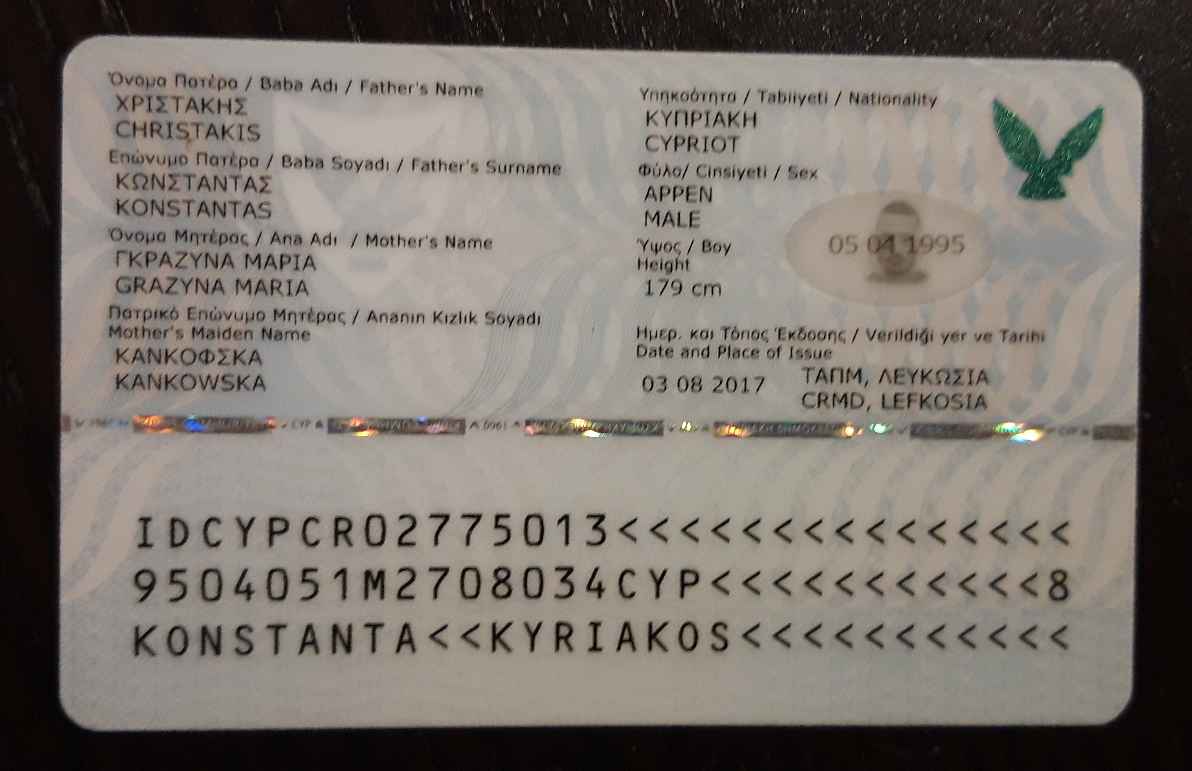 Όνομα Πατέρα / Baba Adı / Father's Name
ΧΡΙΣΤΑΚΗΣ
CHRISTAKIS
Επώνυμο Πατέρα / Baba Soyadı / Father's Surname
ΚΩΝΣΤΑΝΤΑΣ
KONSTANTAS
Όνομα Μητέρας / Ana Adı / Mother's Name
ΓΚΡΑΖΥΝΑ ΜΑΡΙΑ
GRAZYNA MARIA
Πατρικό Επώνυμο Μητέρας / Ananın Kızlık Soyadi
Mother's Maiden Name
ΚΑΝΚΟΦΣΚΑ
KANKOWSKA
Υπηκοότητα / Tabiiyeti / Nationality
ΚΥΠΡΙΑΚΗ
CYPRIOT
Φύλο/ Cinsiyeti / Sex
ΑΡΡΕΝ
MALE
Ύψος / Boy
Height
179 cm
05 04 1995
Ημερ. και Τόπος Έκδοσης / Verildiği yer ve Tarihi
Date and Place of Issue
03 08 2017
ΤΑΠΜ, ΛΕΥΚΩΣΙΑ
CRMD, LEFKOSIA
IDCYPCR02775013<<<<<<<<<<<<<<<
9504051M2708034CYP<<<<<<<<<<<8
KONSTANTA<<KYRIAKOS<<<<<<<<<<<